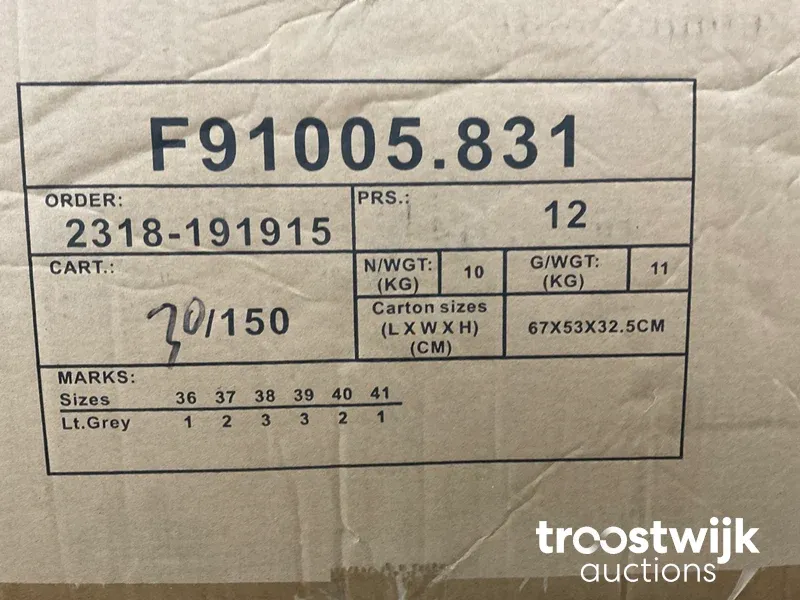 F91005.831
ORDER:
2318-191915
PRS.:
12
CART.:
30/150
N/WGT:
(KG)
10
G/WGT:
(KG)
11
Carton sizes
(L X W X H)
(CM)
67X53X32.5CM
MARKS:
Sizes 36 37 38 39 40 41
Lt.Grey 1 2 3 3 2 1
troostwijk
auctions